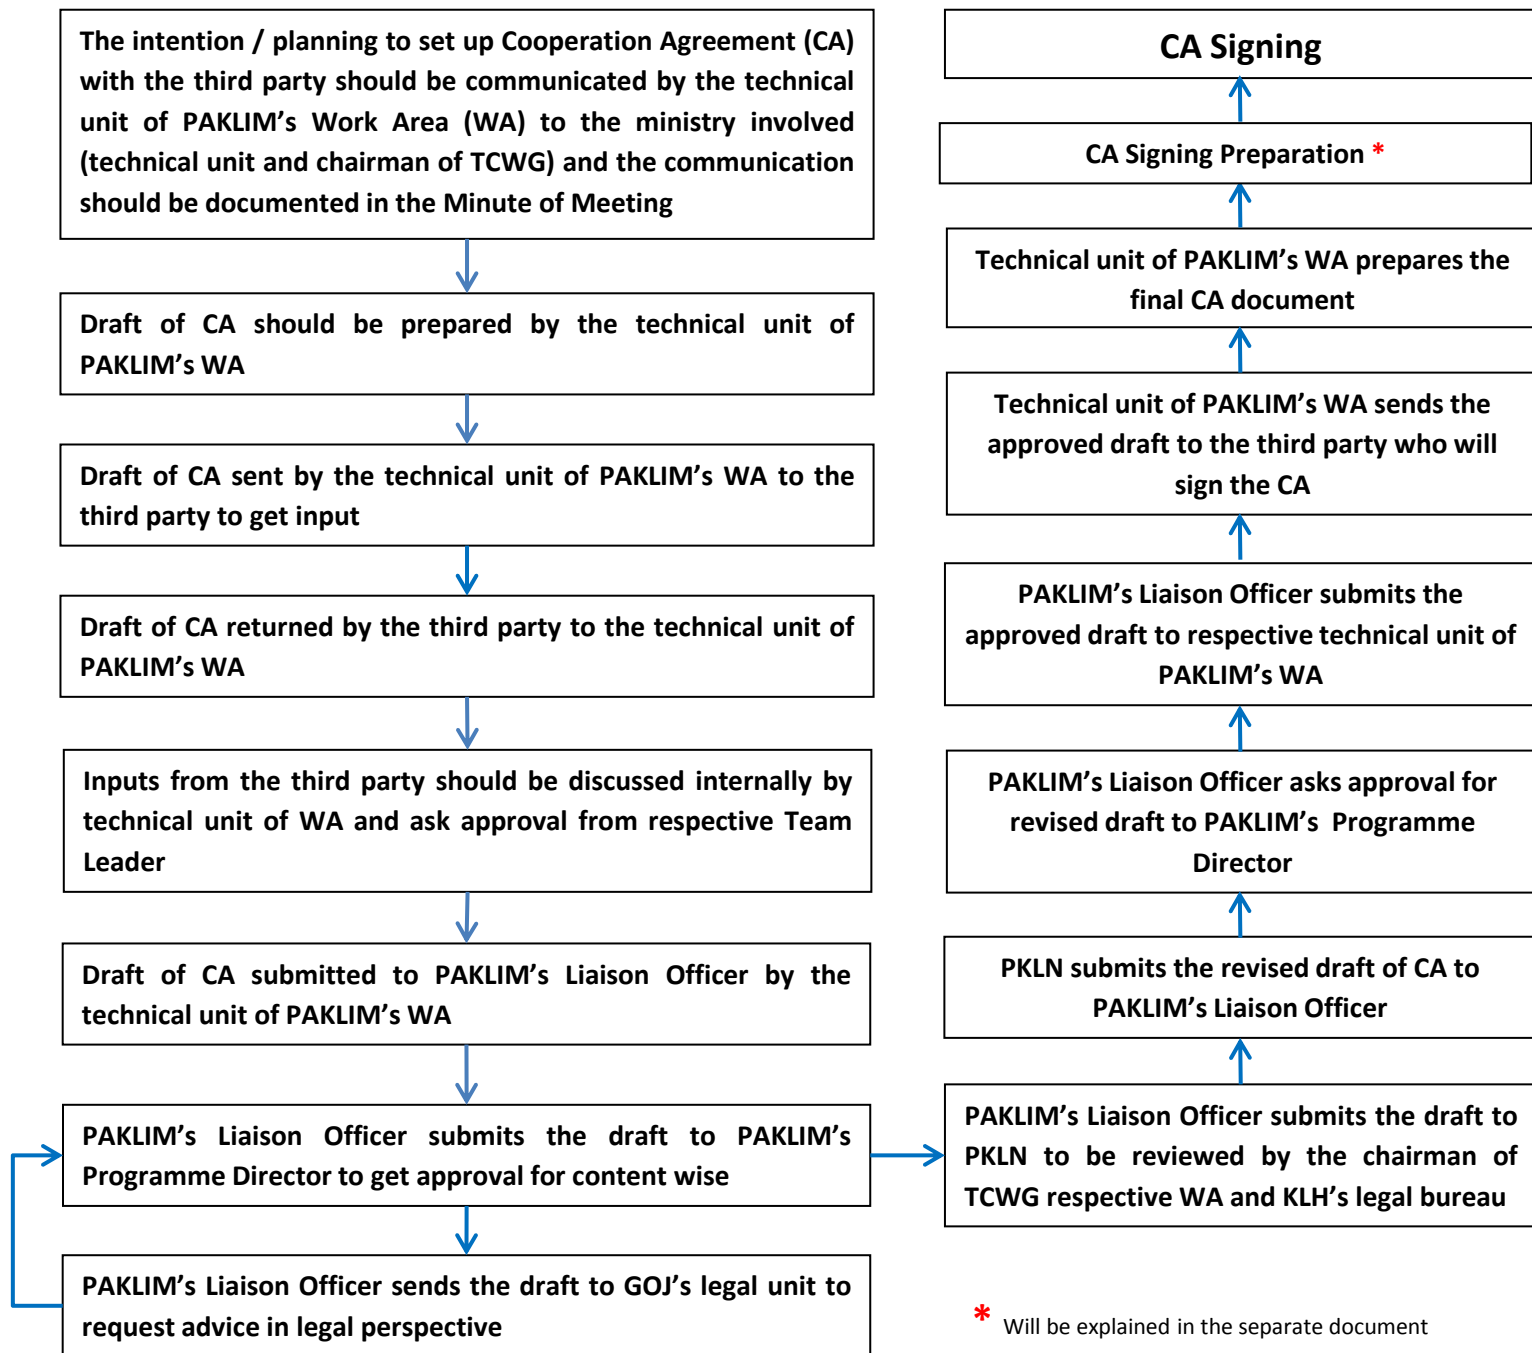 The intention / planning to set up Cooperation Agreement (CA)
with the third party should be communicated by the technical
unit of PAKLIM’s Work Area (WA) to the ministry involved
(technical unit and chairman of TCWG) and the communication
should be documented in the Minute of Meeting
Draft of CA should be prepared by the technical unit of
PAKLIM’s WA
Draft of CA sent by the technical unit of PAKLIM’s WA to the
third party to get input
Draft of CA returned by the third party to the technical unit of
PAKLIM’s WA
Inputs from the third party should be discussed internally by
technical unit of WA and ask approval from respective Team
Leader
Draft of CA submitted to PAKLIM’s Liaison Officer by the
technical unit of PAKLIM’s WA
PAKLIM’s Liaison Officer submits the draft to PAKLIM’s
Programme Director to get approval for content wise
PAKLIM’s Liaison Officer sends the draft to GOJ’s legal unit to
request advice in legal perspective
CA Signing
CA Signing Preparation *
Technical unit of PAKLIM’s WA prepares the
final CA document
Technical unit of PAKLIM’s WA sends the
approved draft to the third party who will
sign the CA
PAKLIM’s Liaison Officer submits the
approved draft to respective technical unit of
PAKLIM’s WA
PAKLIM’s Liaison Officer asks approval for
revised draft to PAKLIM’s Programme
Director
PKLN submits the revised draft of CA to
PAKLIM’s Liaison Officer
PAKLIM’s Liaison Officer submits the draft to
PKLN to be reviewed by the chairman of
TCWG respective WA and KLH’s legal bureau
* Will be explained in the separate document